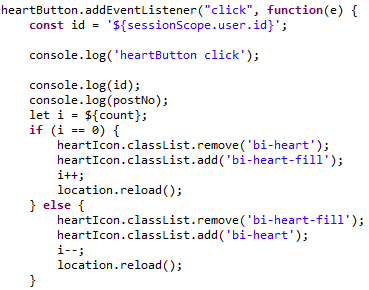 heartButton.addEventListener("click", function(e) {
    const id = '${sessionScope.user.id}';

    console.log('heartButton click');

    console.log(id);
    console.log(postNo);
    let i = ${count};
    if (i == 0) {
        heartIcon.classList.remove('bi-heart');
        heartIcon.classList.add('bi-heart-fill');
        i++;
        location.reload();
    } else {
        heartIcon.classList.remove('bi-heart-fill');
        heartIcon.classList.add('bi-heart');
        i--;
        location.reload();
    }